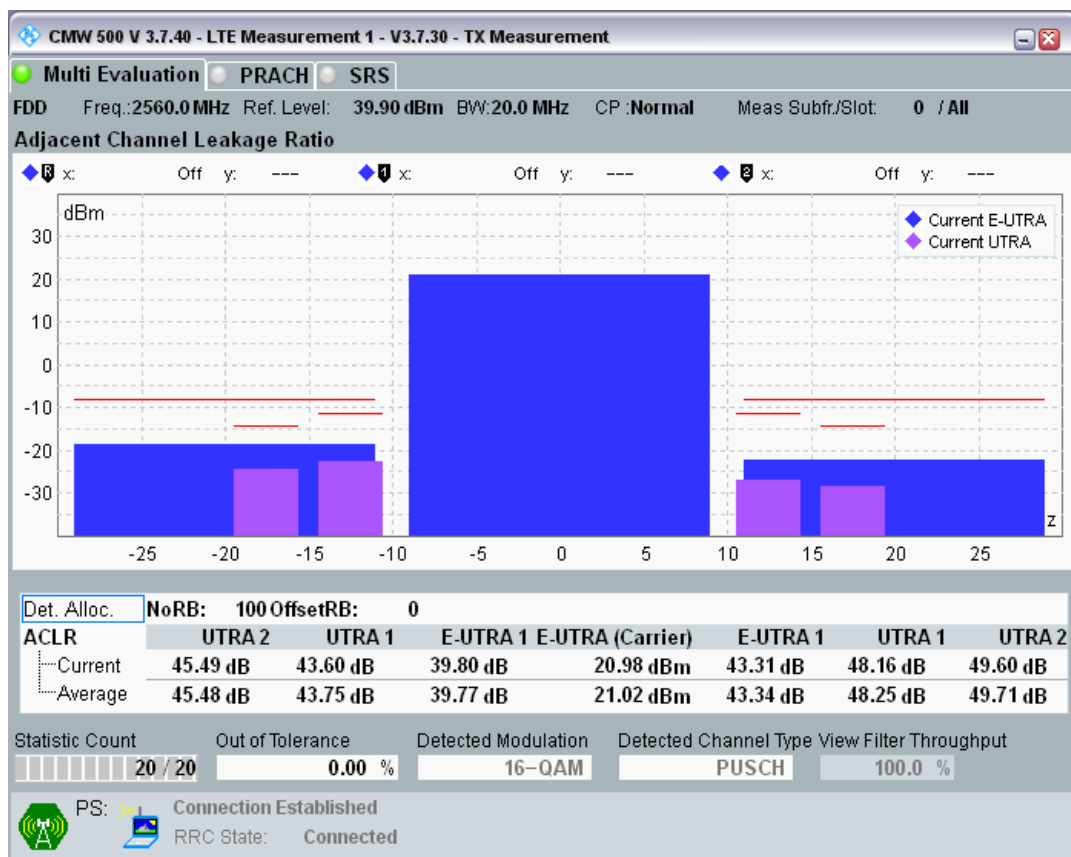 CMW 500 V 3.7.40 - LTE Measurement 1 - V3.7.30 - TX Measurement
Multi Evaluation PRACH SRS
FDD Freq.:2560.0 MHz Ref. Level: 39.90 dBm BW:20.0 MHz CP :Normal Meas Subfr./Slot: 0 / All
Adjacent Channel Leakage Ratio
R x: Off y: --- 1 x: Off y: --- 2 x: Off y: ---
dBm
Current E-UTRA
Current UTRA
30
20
10
0
-10
-20
-30
z
-25 -20 -15 -10 -5 0 5 10 15 20 25
Det. Alloc. NoRB: 100 OffsetRB: 0
ACLR UTRA 2 UTRA 1 E-UTRA 1 E-UTRA (Carrier) E-UTRA 1 UTRA 1 UTRA 2
Current 45.49 dB 43.60 dB 39.80 dB 20.98 dBm 43.31 dB 48.16 dB 49.60 dB
Average 45.48 dB 43.75 dB 39.77 dB 21.02 dBm 43.34 dB 48.25 dB 49.71 dB
Statistic Count Out of Tolerance Detected Modulation Detected Channel Type View Filter Throughput
20 / 20 0.00 % 16-QAM PUSCH 100.0 %
PS: Connection Established
RRC State: Connected